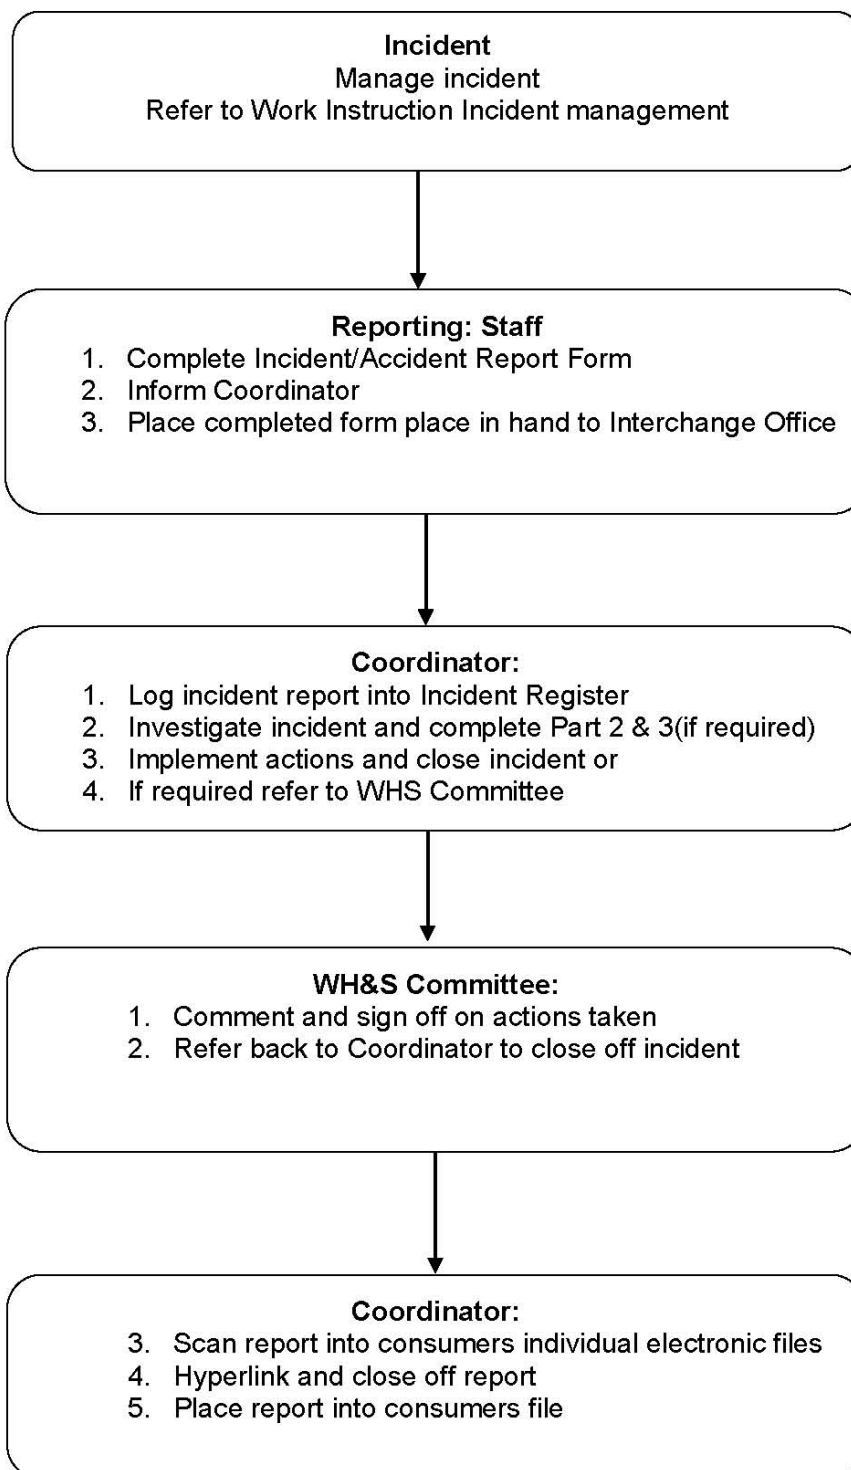 Incident
Manage incident
Refer to Work Instruction Incident management
Reporting: Staff
1. Complete Incident/Accident Report Form
2. Inform Coordinator
3. Place completed form place in hand to Interchange Office
Coordinator:
1. Log incident report into Incident Register
2. Investigate incident and complete Part 2 & 3(if required)
3. Implement actions and close incident or
4. If required refer to WHS Committee
WH&S Committee:
1. Comment and sign off on actions taken
2. Refer back to Coordinator to close off incident
Coordinator:
3. Scan report into consumers individual electronic files
4. Hyperlink and close off report
5. Place report into consumers file